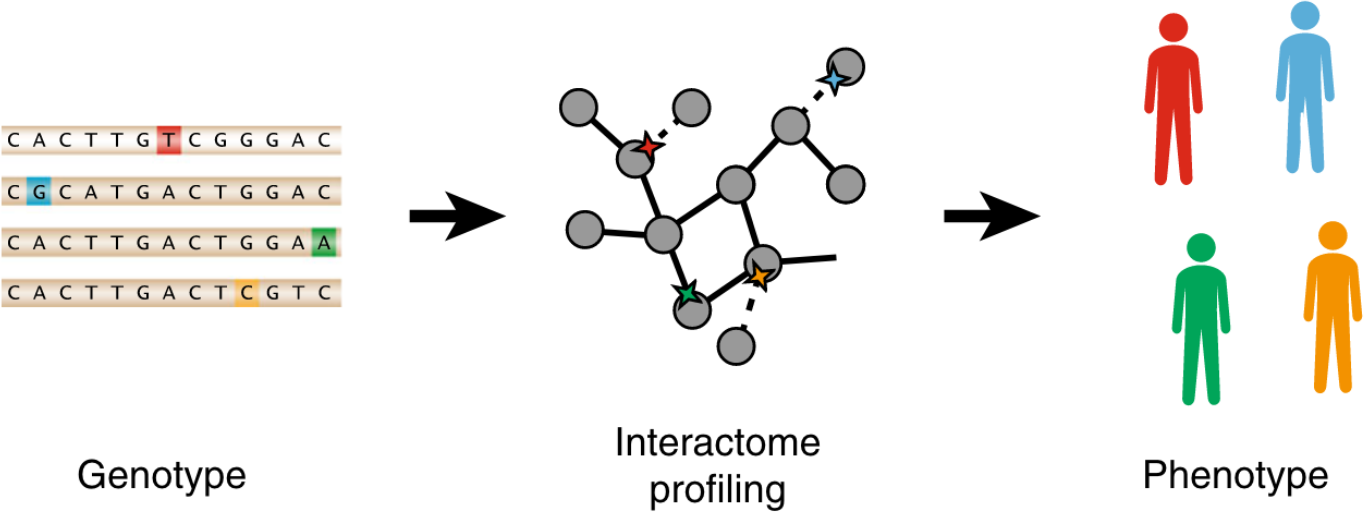 C A C T T G T C G G G A C
C G C A T G A C T G G A C
C A C T T G A C T G G A A
C A C T T G A C T C G T C
Genotype
Interactome
profiling
Phenotype